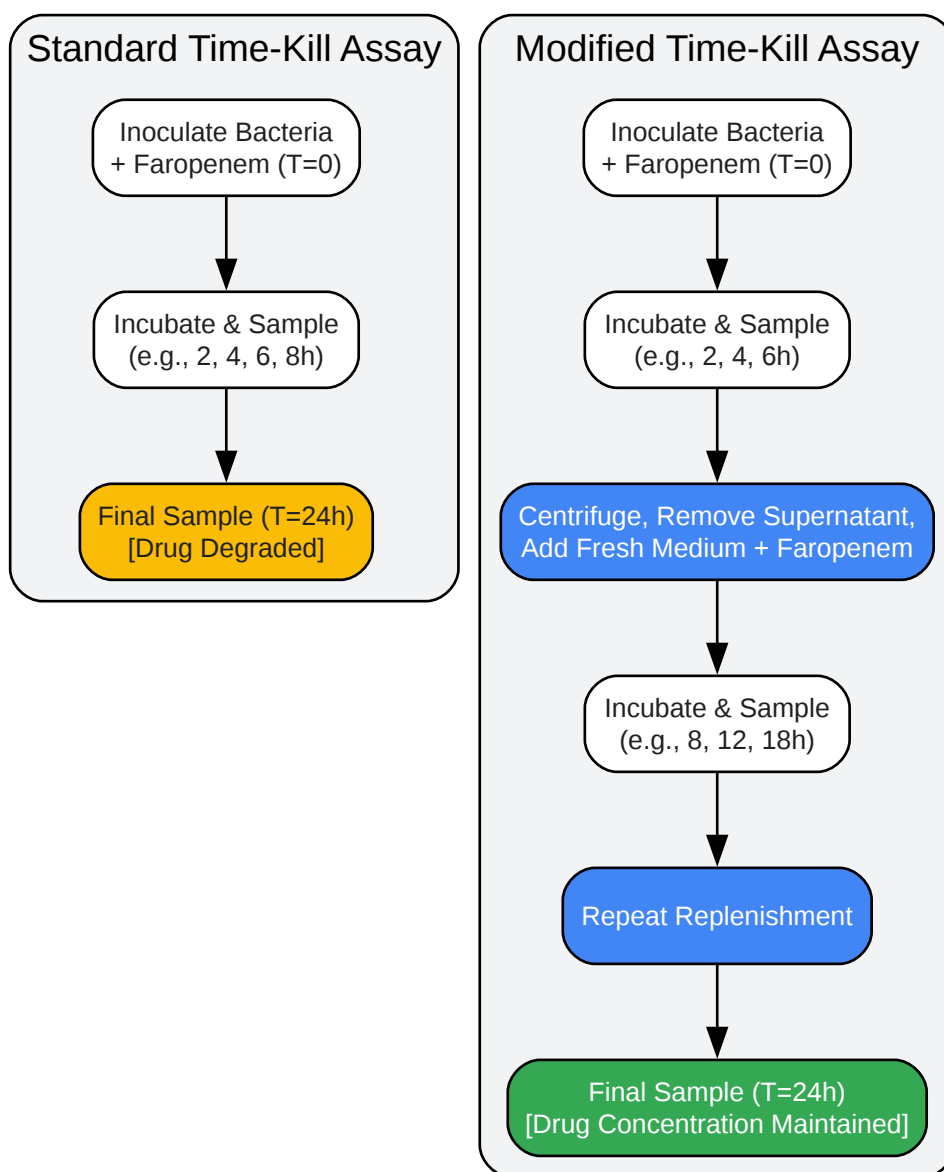 Standard Time-Kill Assay
Inoculate Bacteria
+ Faropenem (T=0)
Incubate & Sample
(e.g., 2, 4, 6, 8h)
Final Sample (T=24h)
[Drug Degraded]
Modified Time-Kill Assay
Inoculate Bacteria
+ Faropenem (T=0)
Incubate & Sample
(e.g., 2, 4, 6h)
Centrifuge, Remove Supernatant,
Add Fresh Medium + Faropenem
Incubate & Sample
(e.g., 8, 12, 18h)
Repeat Replenishment
Final Sample (T=24h)
[Drug Concentration Maintained]